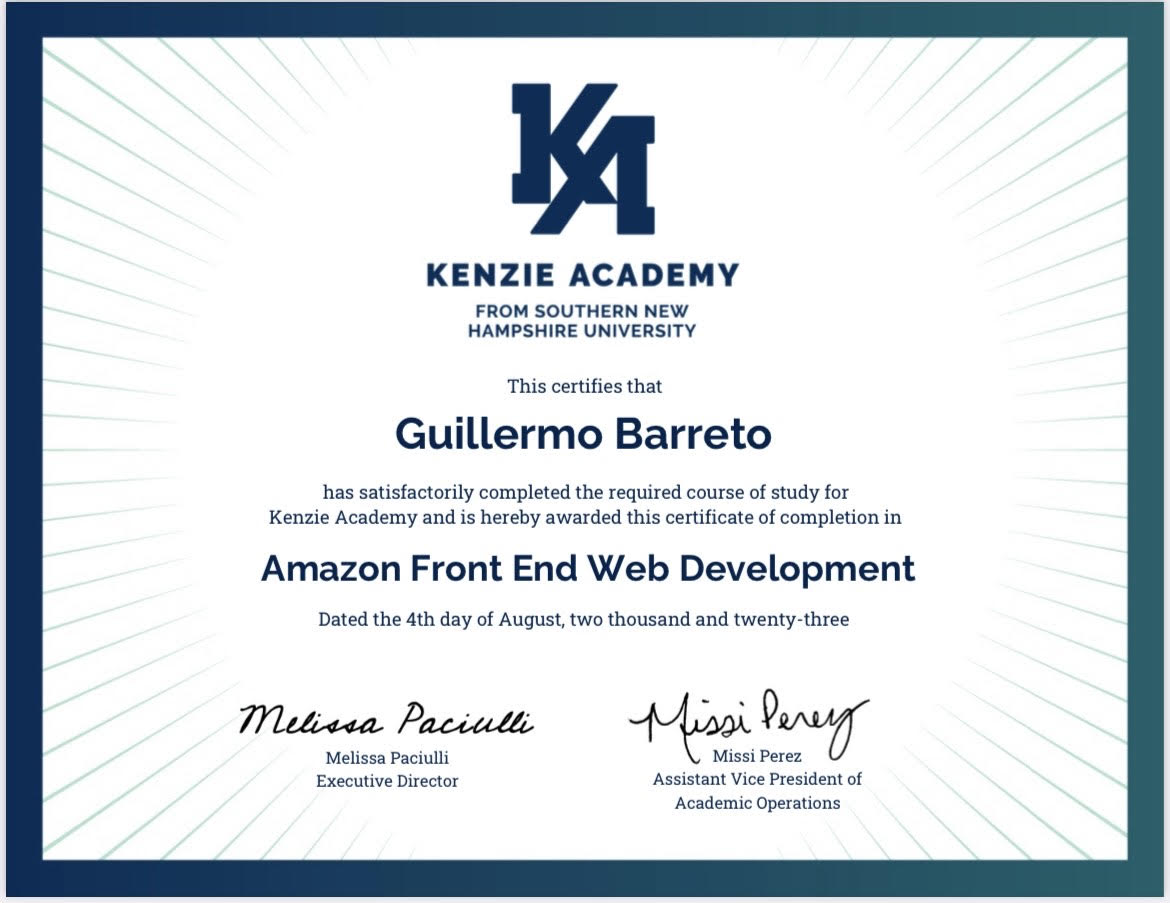 KA
KENZIE ACADEMY
FROM SOUTHERN NEW
HAMPSHIRE UNIVERSITY
This certifies that
Guillermo Barreto
has satisfactorily completed the required course of study for
Kenzie Academy and is hereby awarded this certificate of completion in
Amazon Front End Web Development
Dated the 4th day of August, two thousand and twenty-three
Melissa Paciulli
Melissa Paciulli
Executive Director
Missi Perez
Missi Perez
Assistant Vice President of
Academic Operations